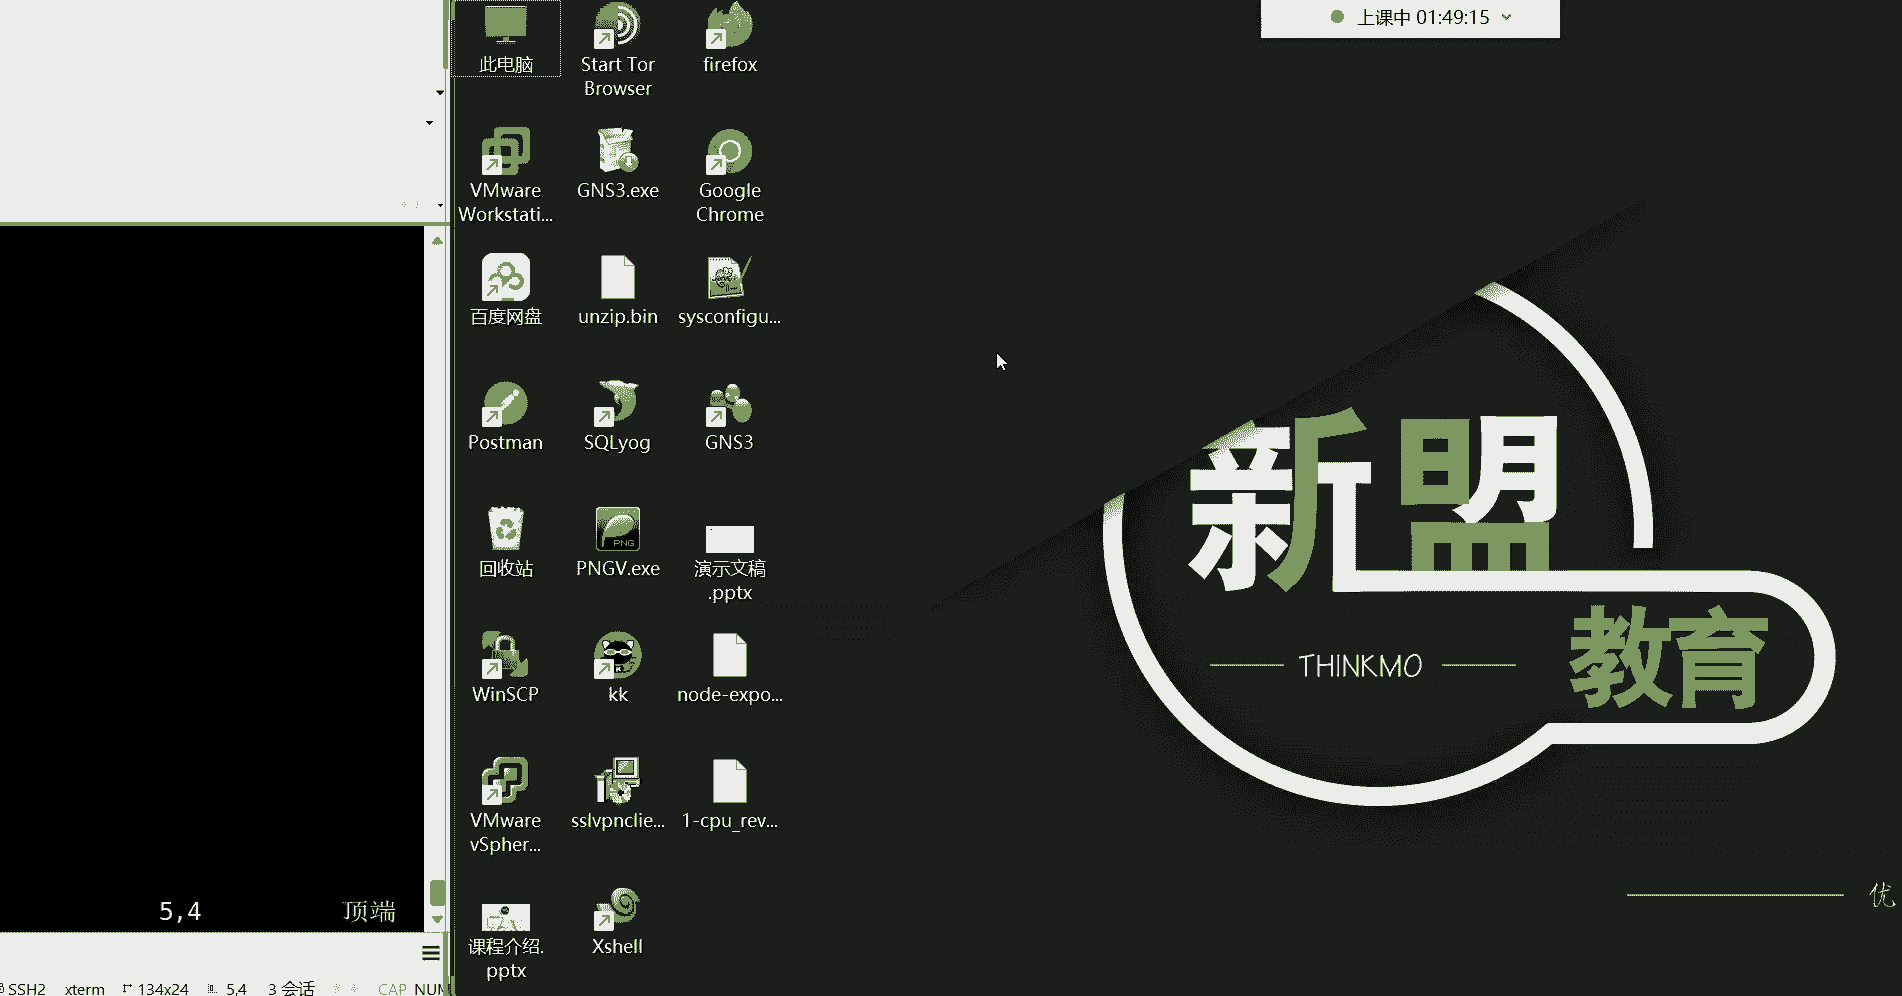 上课中 01:49:15
此电脑
Start Tor
Browser
firefox
VMware
Workstati...
GNS3.exe
Google
Chrome
百度网盘
unzip.bin
sysconfigu...
Postman
SQLyog
GNS3
回收站
PNG
PNGV.exe
演示文稿
.pptx
WinSCP
kk
node-expo...
VMware
vSpher...
sslvpnclie...
1-cpu_rev...
课程介绍.
pptx
Xshell
新盟
教育
THINKMO
优
5,4
顶端
SSH2 xterm 134x24 5,4 3 会话 CAP NUM